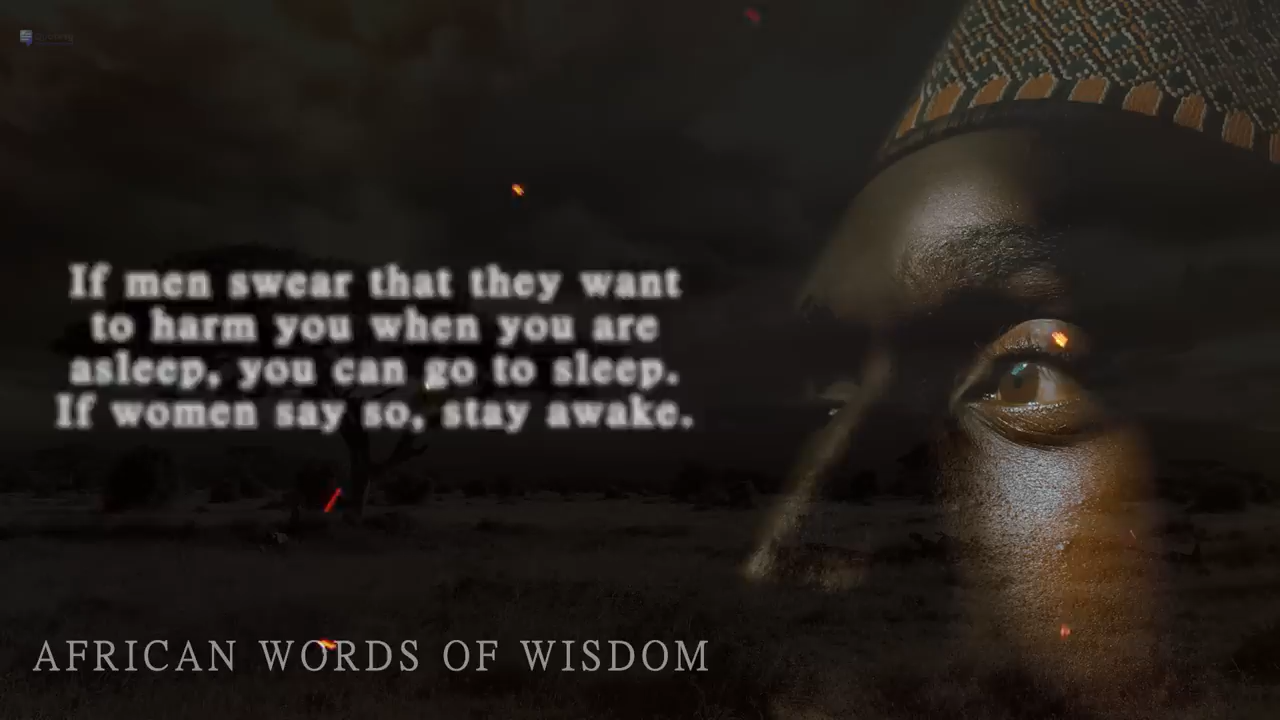 If men swear that they want
to harm you when you are
asleep, you can go to sleep.
If women say so, stay awake.
AFRICAN WORDS OF WISDOM